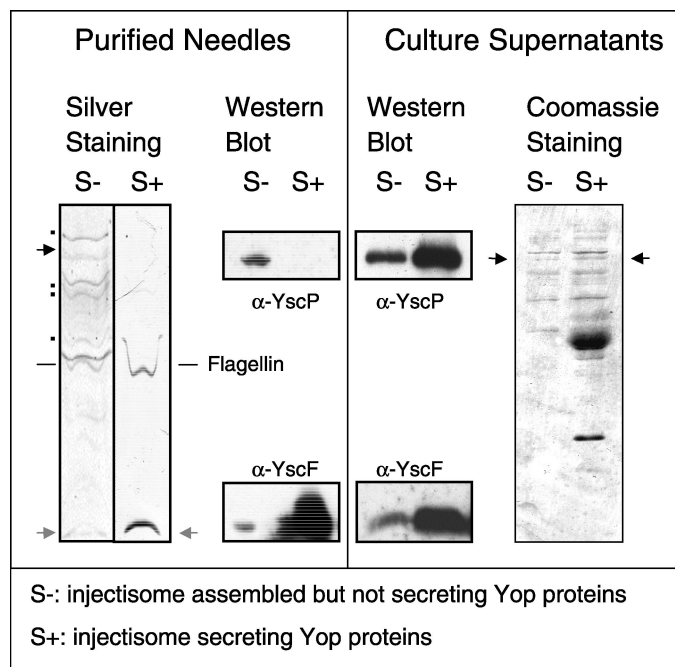 Purified Needles
Culture Supernatants
Silver Staining
Western Blot
Western Blot
Coomassie Staining
S- S+
S- S+
S- S+
S- S+
α-YscP
α-YscP
Flagellin
α-YscF
α-YscF
S-: injectisome assembled but not secreting Yop proteins
S+: injectisome secreting Yop proteins